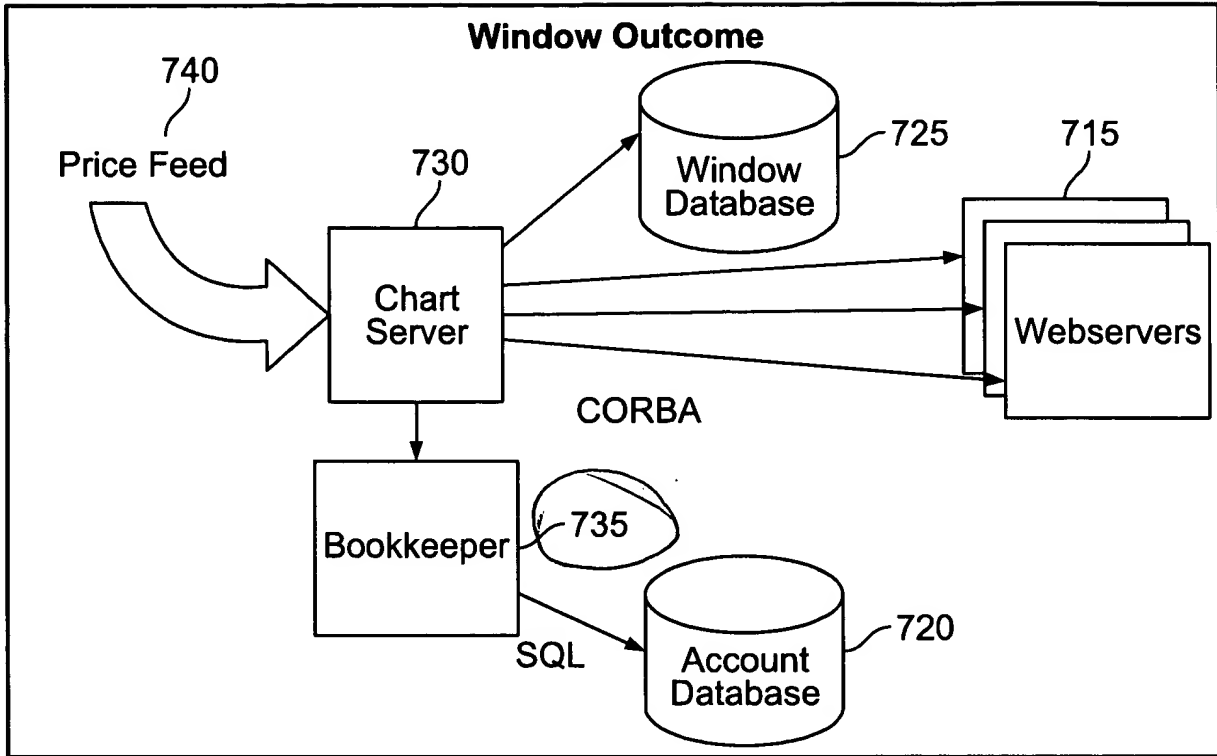 Window Outcome
740
Price Feed
730
Chart
Server
Window
Database
725
715
Webservers
CORBA
Bookkeeper
735
SQL
Account
Database
720